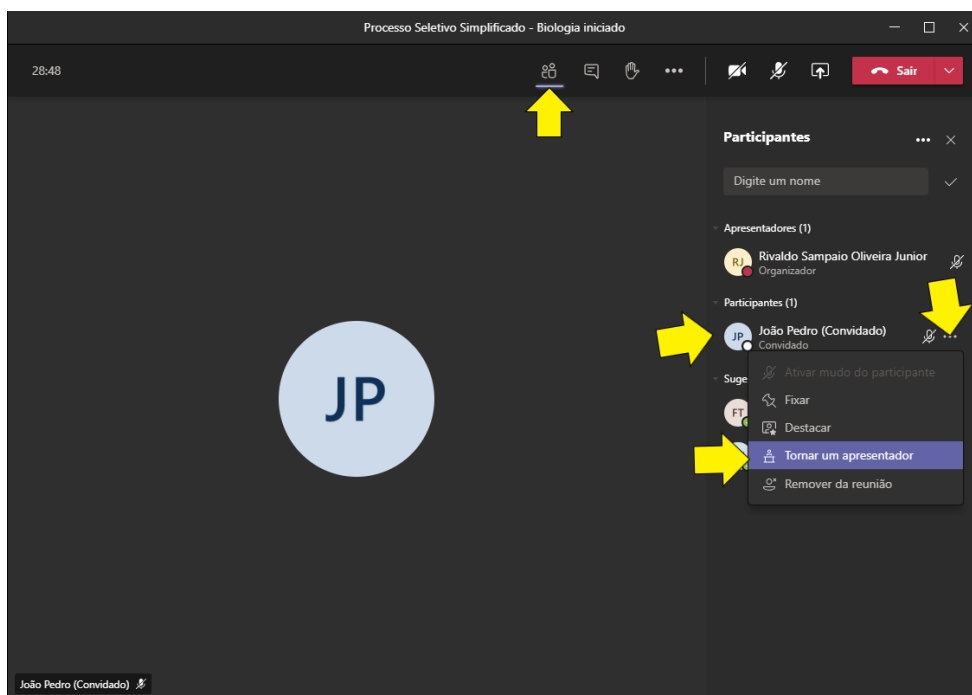 Processo Seletivo Simplificado - Biologia iniciado
28:48
Sair
Participantes
Digite um nome
Apresentadores (1)
RJ
Rivaldo Sampaio Oliveira Junior
Organizador
Participantes (1)
JP
João Pedro (Convidado)
Convidado
Suge
Ativar mudo do participante
Fixar
FT
Destacar
Tornar um apresentador
Remover da reunião
JP
João Pedro (Convidado)